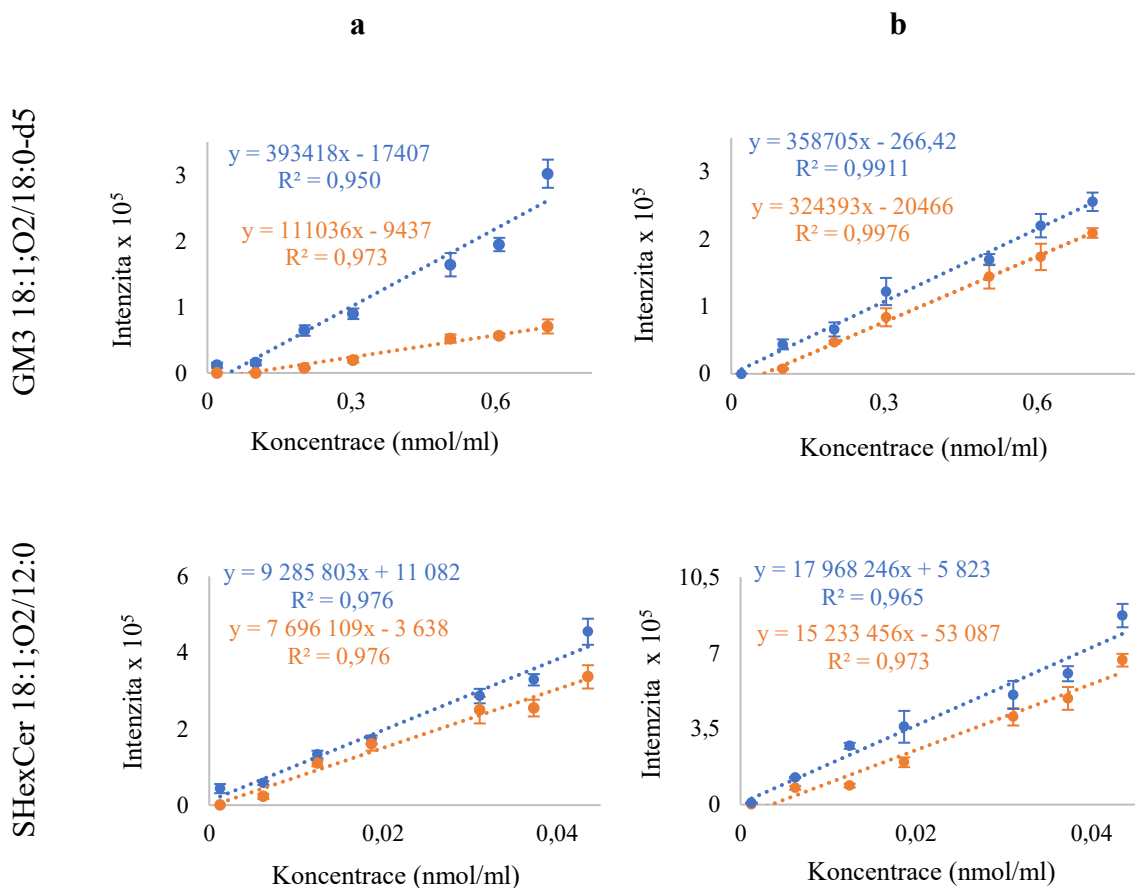 a
b
GM3 18:1;O2/18:0-d5
Intenzita x 10⁵
3
2
1
0
y = 393418x - 17407
R² = 0,950
y = 111036x - 9437
R² = 0,973
0
0,3
0,6
Koncentrace (nmol/ml)
Intenzita x 10⁵
3
2
1
0
y = 358705x - 266,42
R² = 0,9911
y = 324393x - 20466
R² = 0,9976
0
0,3
0,6
Koncentrace (nmol/ml)
SHexCer 18:1;O2/12:0
Intenzita x 10⁵
6
4
2
0
y = 9 285 803x + 11 082
R² = 0,976
y = 7 696 109x - 3 638
R² = 0,976
0
0,02
0,04
Koncentrace (nmol/ml)
Intemzita x 10⁵
10,5
7
3,5
0
y = 17 968 246x + 5 823
R² = 0,965
y = 15 233 456x - 53 087
R² = 0,973
0
0,02
0,04
Koncentrace (nmol/ml)